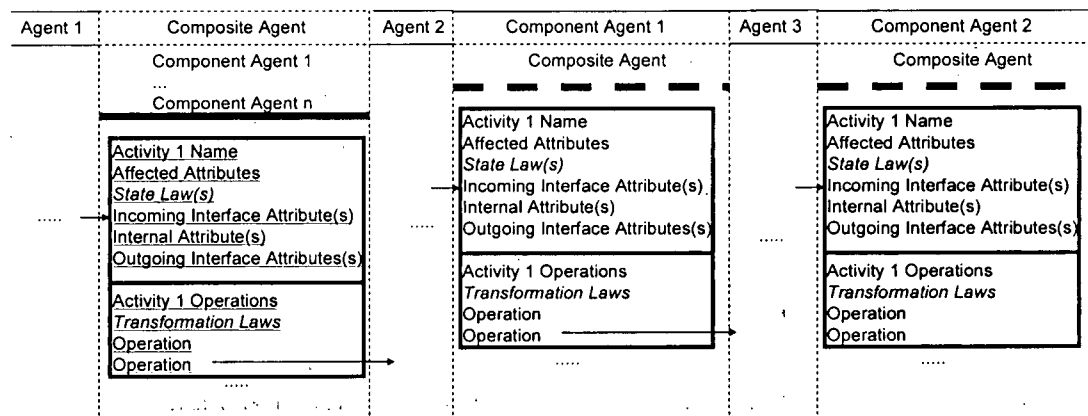 Agent 1
Composite Agent
Agent 2
Component Agent 1
Agent 3
Component Agent 2
Component Agent 1
...
Component Agent n
Composite Agent
Composite Agent
Activity 1 Name
Affected Attributes
State Law(s)
Incoming Interface Attribute(s)
Internal Attribute(s)
Outgoing Interface Attributes(s)
Activity 1 Operations
Transformation Laws
Operation
Operation
.....
.....
Activity 1 Name
Affected Attributes
State Law(s)
Incoming Interface Attribute(s)
Internal Attribute(s)
Outgoing Interface Attributes(s)
Activity 1 Operations
Transformation Laws
Operation
Operation
.....
.....
Activity 1 Name
Affected Attributes
State Law(s)
Incoming Interface Attribute(s)
Internal Attribute(s)
Outgoing Interface Attributes(s)
Activity 1 Operations
Transformation Laws
Operation
Operation
.....
.....